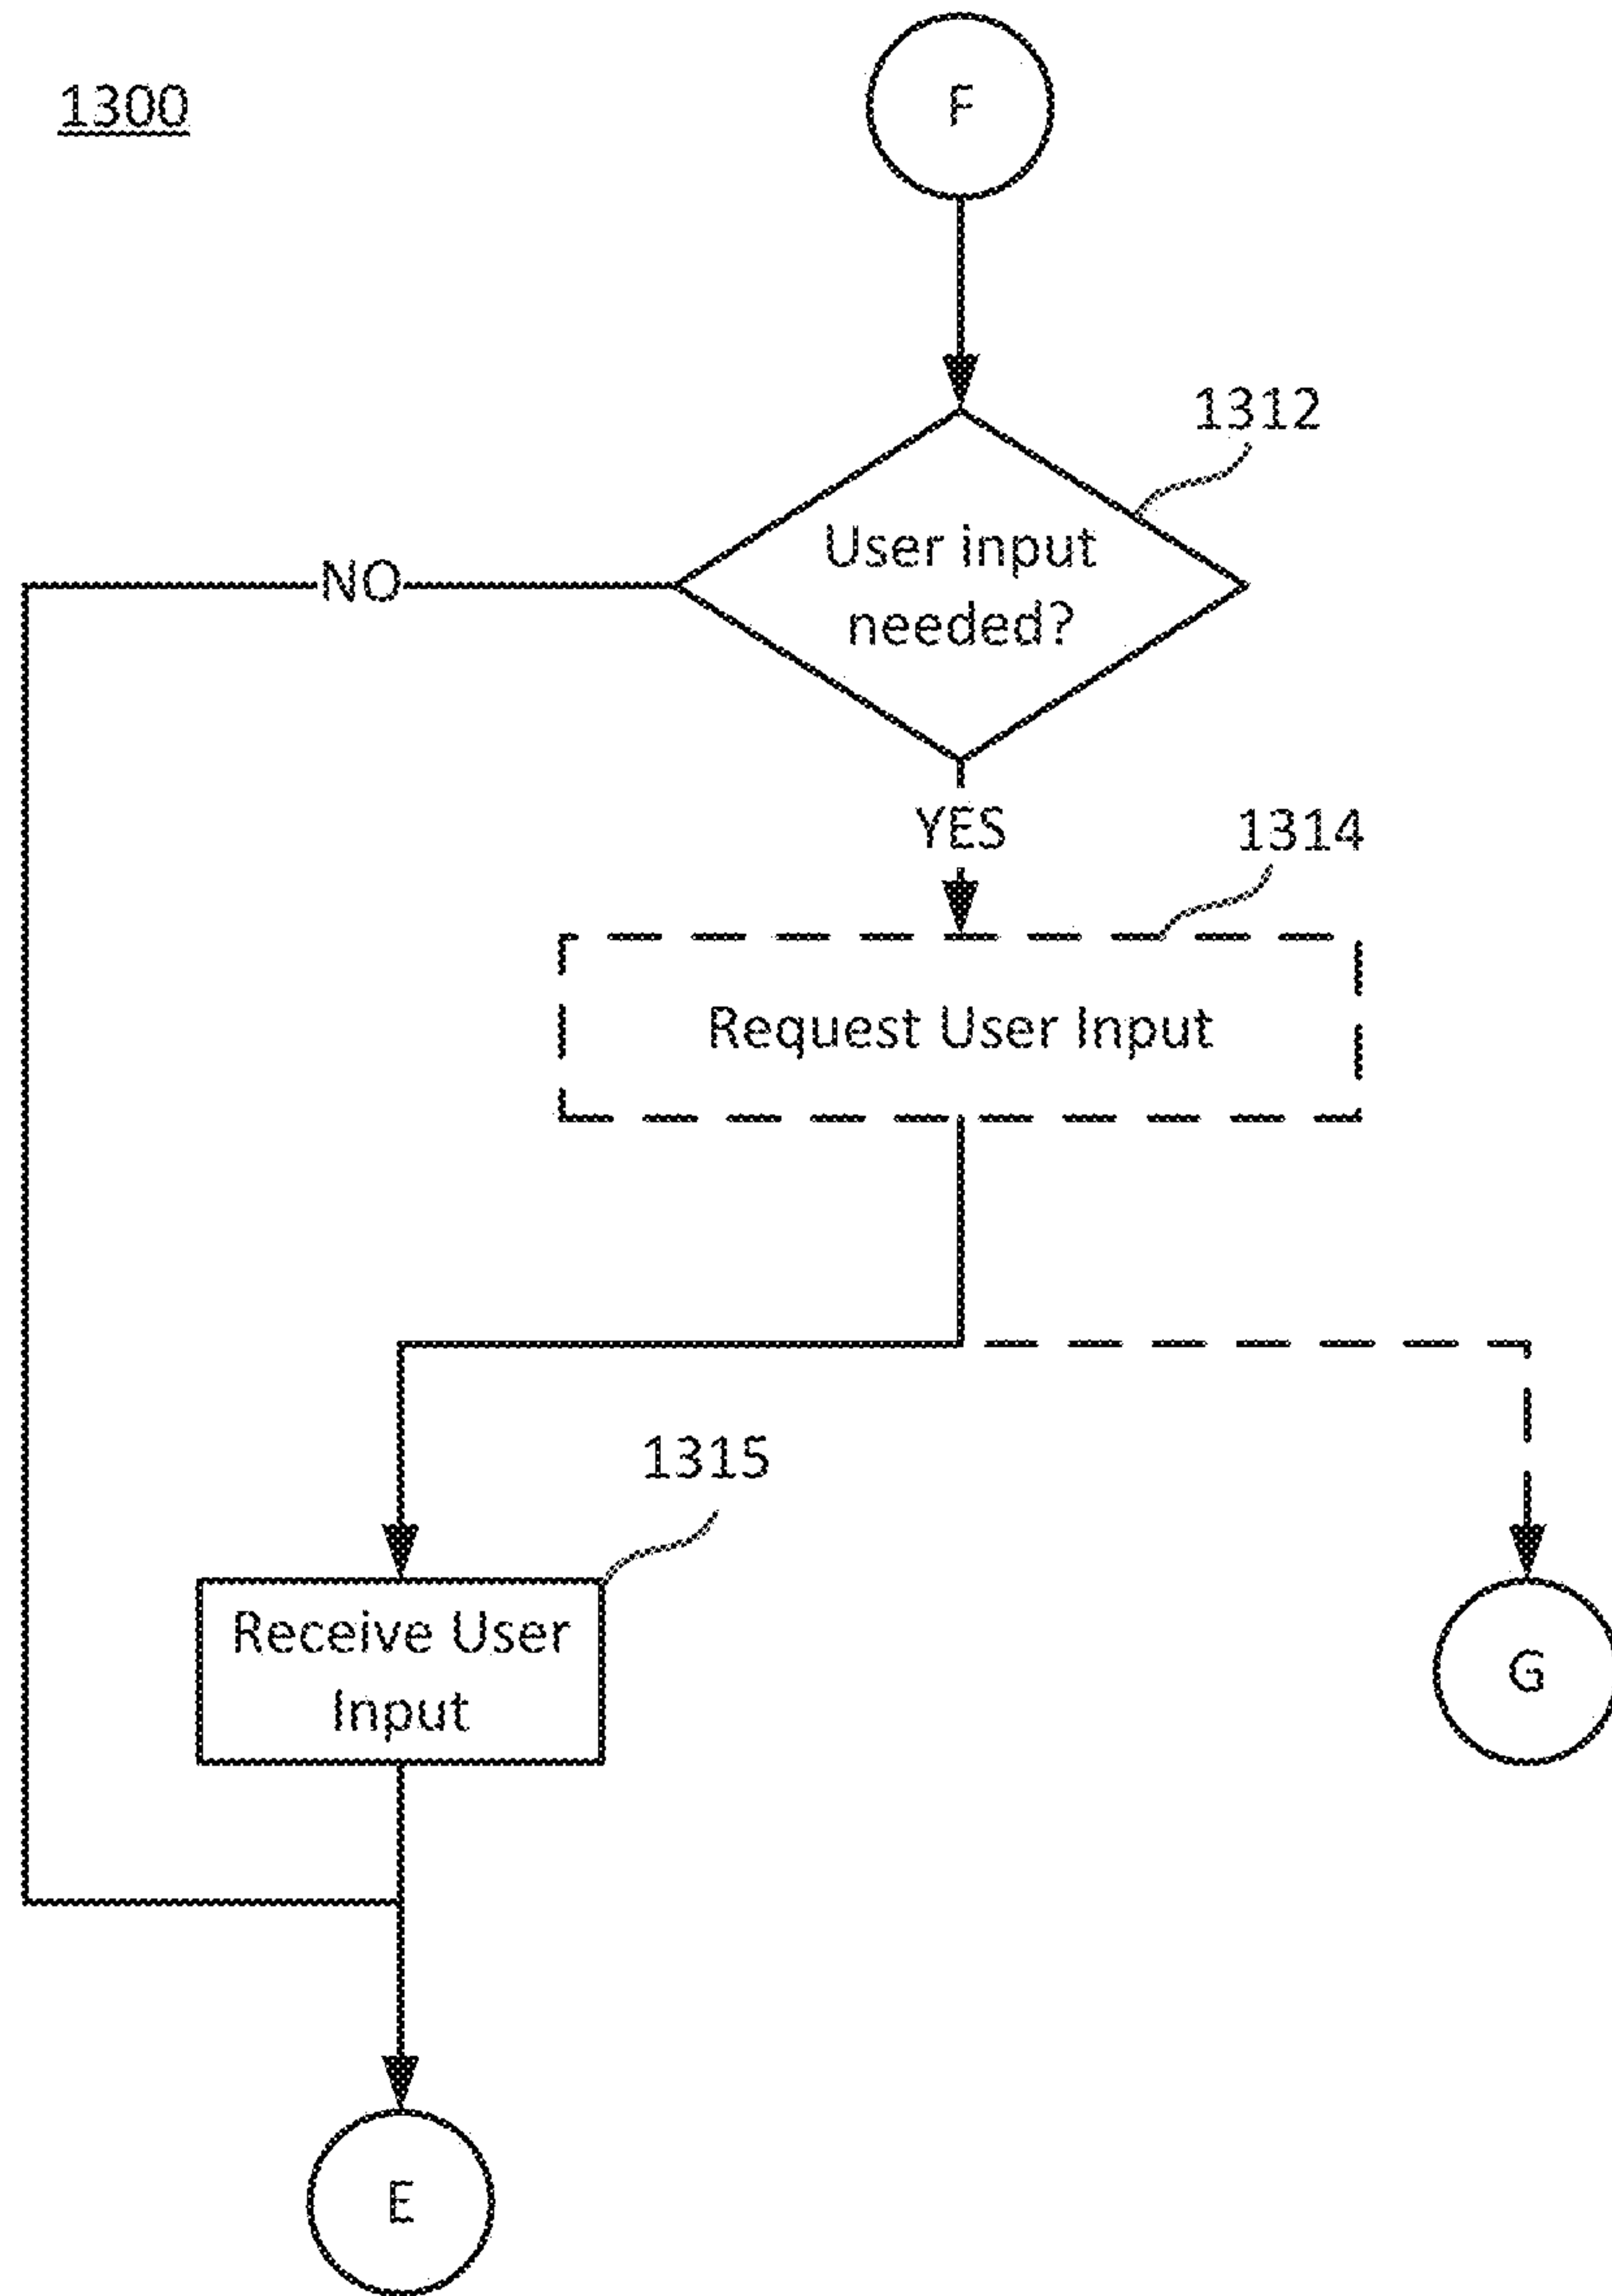 1300
F
1312
User input
needed?
NO
YES
1314
Request User Input
1315
Receive User
Input
G
E